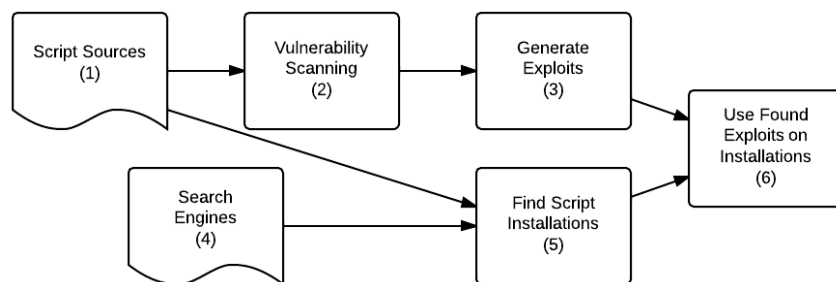 Script Sources
(1)
Vulnerability
Scanning
(2)
Generate
Exploits
(3)
Use Found
Exploits on
Installations
(6)
Search
Engines
(4)
Find Script
Installations
(5)